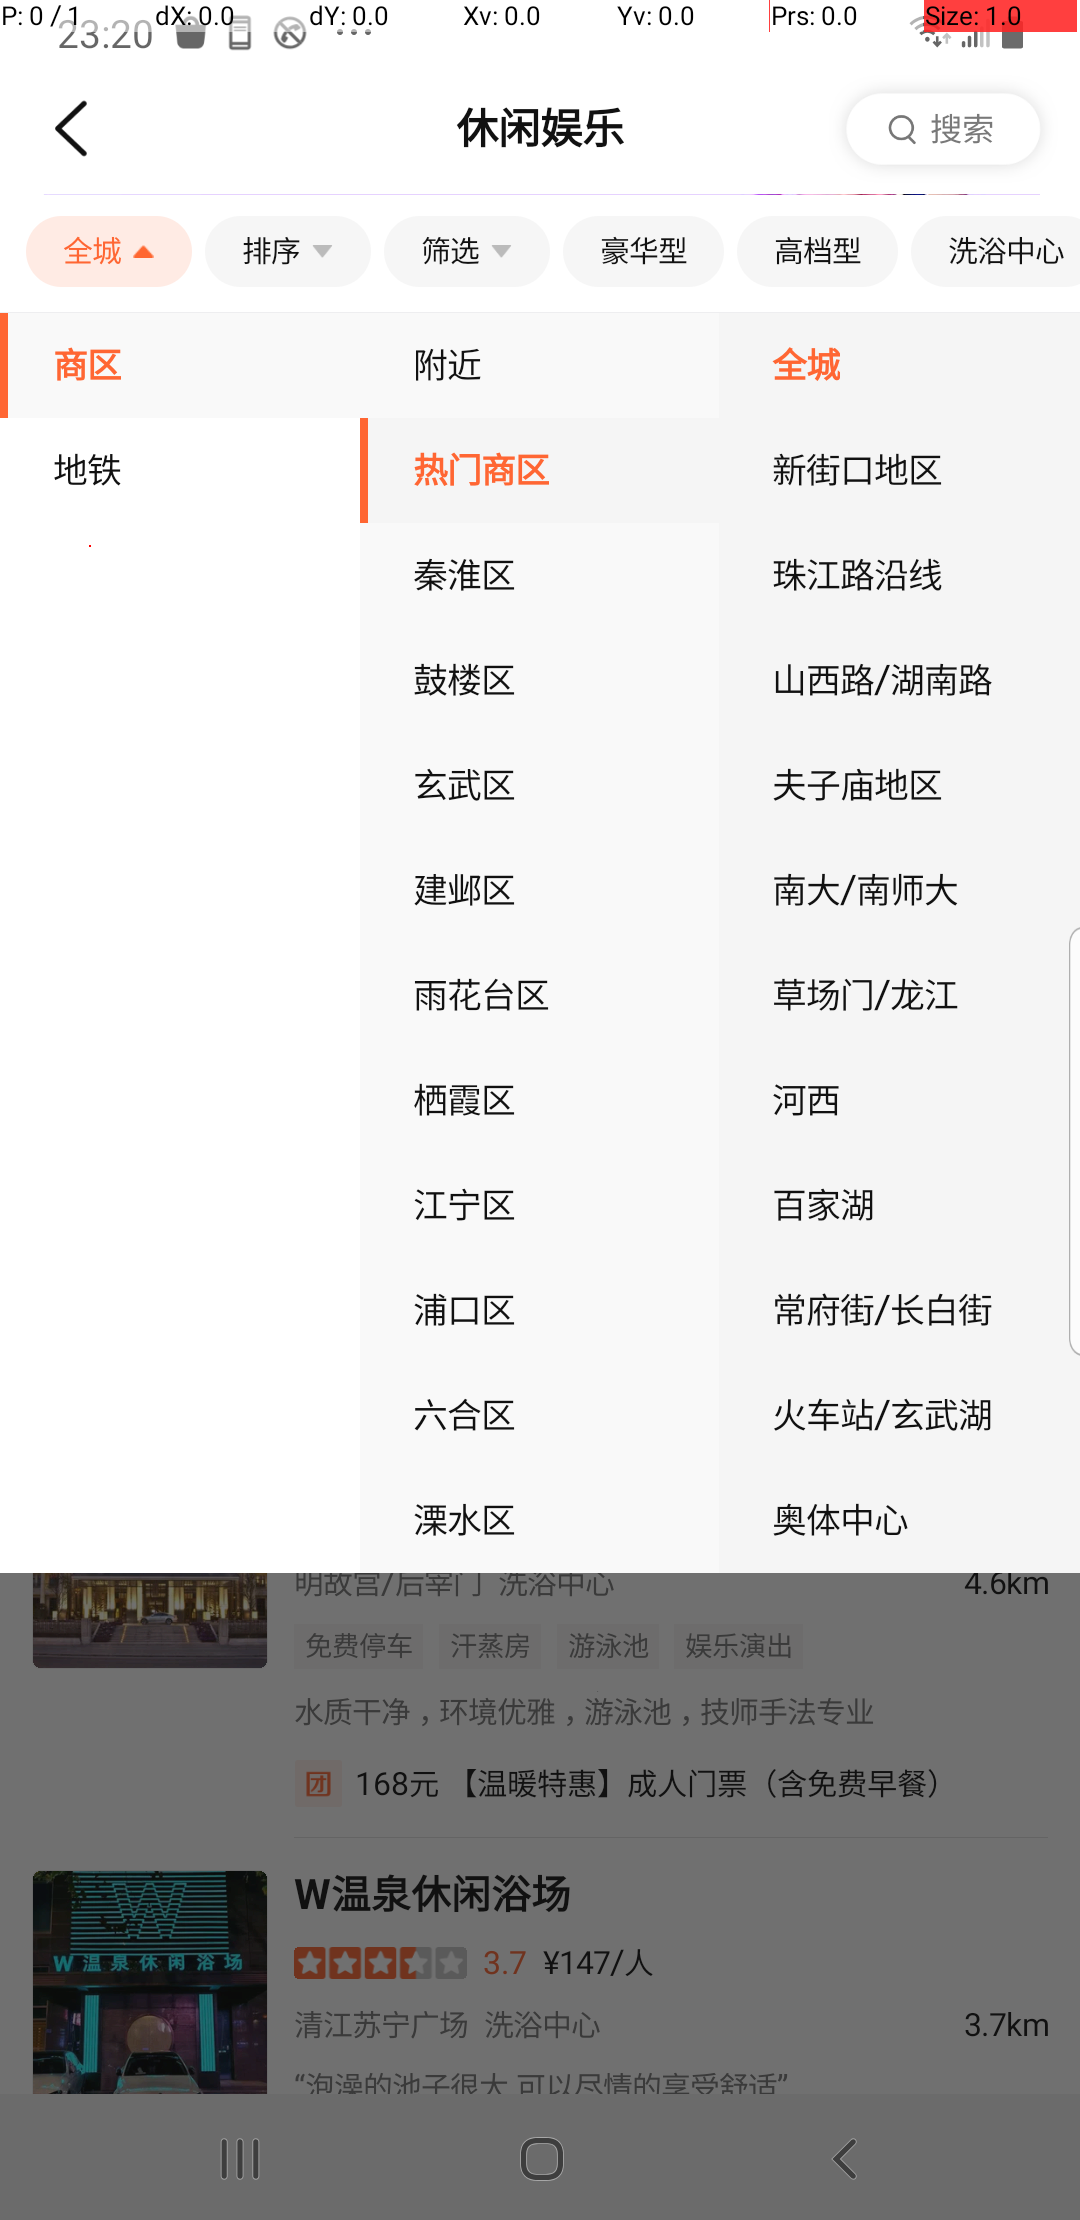 P: 0 / 1 dX: 0.0 dY: 0.0 Xv: 0.0 Yv: 0.0 Prs: 0.0 Size: 1.0
23:20
休闲娱乐
搜索
全城 排序 筛选 豪华型 高档型 洗浴中心
商区 附近 全城
地铁 热门商区 新街口地区
秦淮区 珠江路沿线
鼓楼区 山西路/湖南路
玄武区 夫子庙地区
建邺区 南大/南师大
雨花台区 草场门/龙江
栖霞区 河西
江宁区 百家湖
浦口区 常府街/长白街
六合区 火车站/玄武湖
溧水区 奥体中心
明故宫/后宰门 洗浴中心 4.6km
免费停车 汗蒸房 游泳池 娱乐演出
水质干净，环境优雅，游泳池，技师手法专业
团 168元 【温暖特惠】成人门票（含免费早餐）
W温泉休闲浴场
W 温泉休闲浴场
3.7 ¥147/人
清江苏宁广场 洗浴中心 3.7km
“泡澡的池子很大 可以尽情的享受舒适”